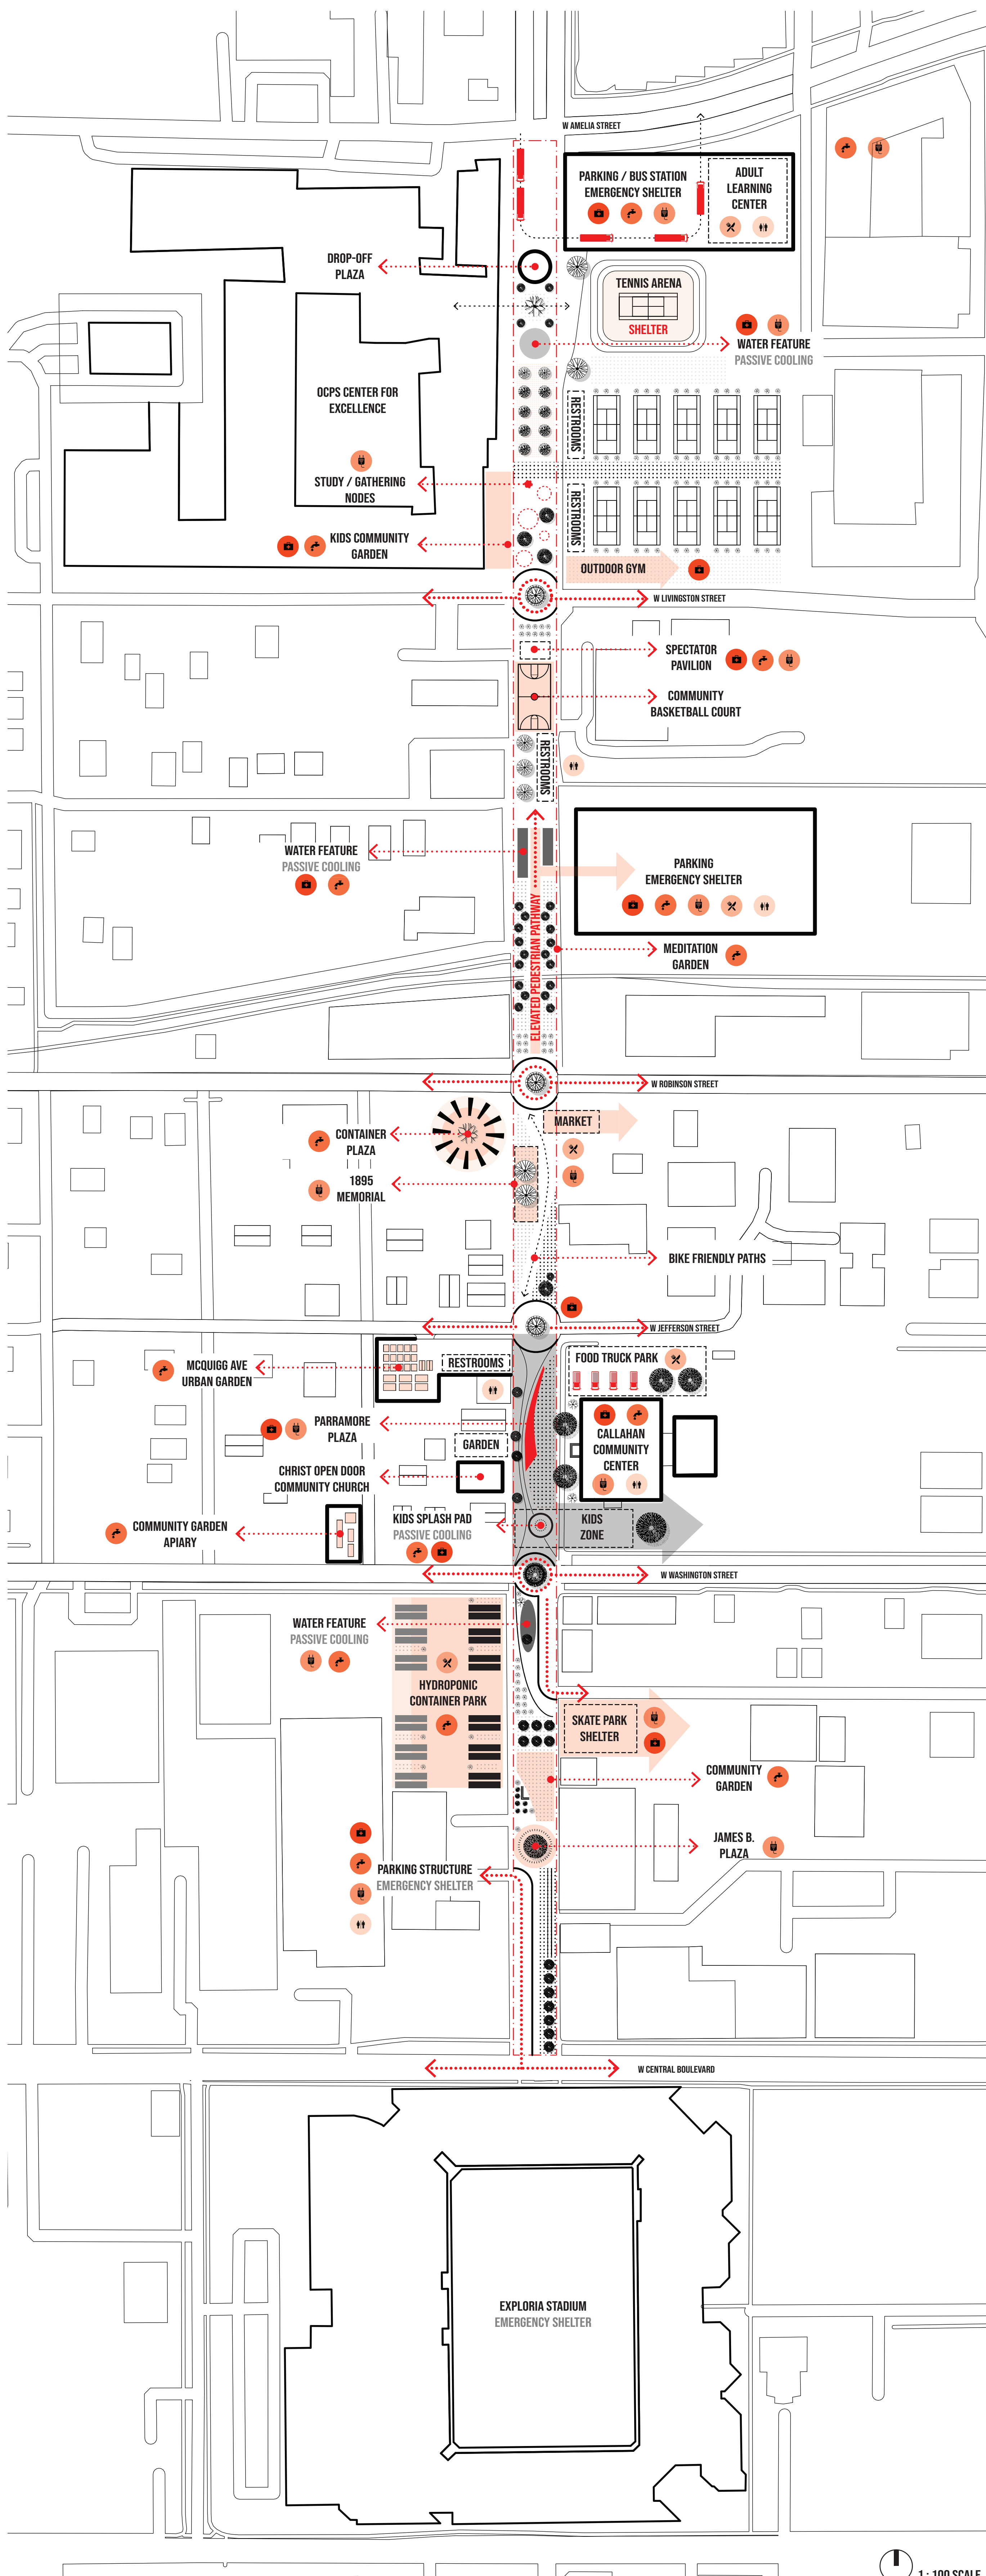 W AMELIA STREET
PARKING / BUS STATION
EMERGENCY SHELTER
ADULT
LEARNING
CENTER
DROP-OFF
PLAZA
TENNIS ARENA
SHELTER
WATER FEATURE
PASSIVE COOLING
OCPS CENTER FOR
EXCELLENCE
RESTROOMS
STUDY / GATHERING
NODES
RESTROOMS
KIDS COMMUNITY
GARDEN
OUTDOOR GYM
W LIVINGSTON STREET
SPECTATOR
PAVILION
COMMUNITY
BASKETBALL COURT
RESTROOMS
WATER FEATURE
PASSIVE COOLING
PARKING
EMERGENCY SHELTER
ELEVATED PEDESTRIAN PATHWAY
MEDITATION
GARDEN
W ROBINSON STREET
MARKET
CONTAINER
PLAZA
1895
MEMORIAL
BIKE FRIENDLY PATHS
W JEFFERSON STREET
RESTROOMS
FOOD TRUCK PARK
MCQUIGG AVE
URBAN GARDEN
PARRAMORE
PLAZA
GARDEN
CALLAHAN
COMMUNITY
CENTER
CHRIST OPEN DOOR
COMMUNITY CHURCH
KIDS SPLASH PAD
PASSIVE COOLING
KIDS
ZONE
COMMUNITY GARDEN
APIARY
W WASHINGTON STREET
WATER FEATURE
PASSIVE COOLING
HYDROPONIC
CONTAINER PARK
SKATE PARK
SHELTER
COMMUNITY
GARDEN
JAMES B.
PLAZA
PARKING STRUCTURE
EMERGENCY SHELTER
W CENTRAL BOULEVARD
EXPLORIA STADIUM
EMERGENCY SHELTER
1 : 100 SCALE